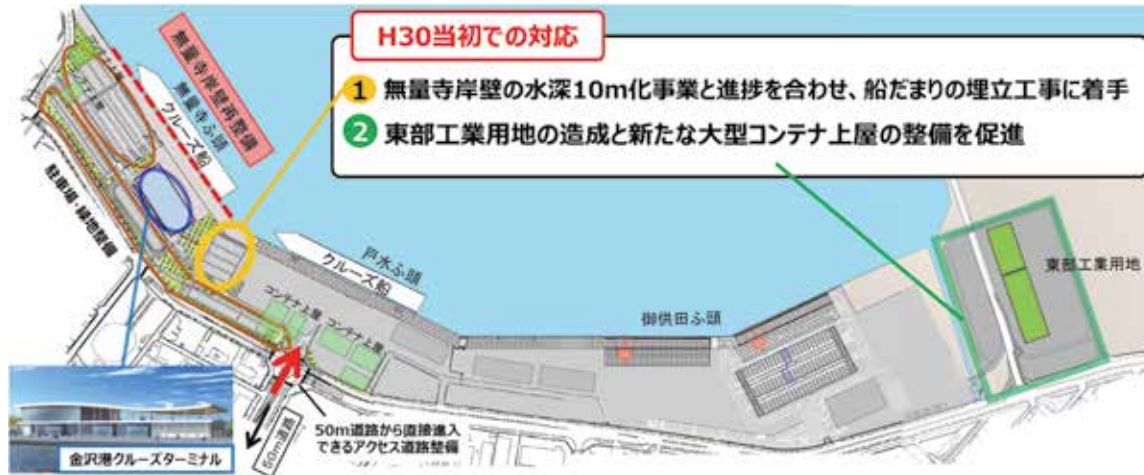 H30当初での対応
1 無量寺岸壁の水深10m化事業と進捗を合わせ、船だまりの埋立工事に着手
2 東部工業用地の造成と新たな大型コンテナ上屋の整備を促進
コンテナ上屋
無量寺岸壁再整備
無量寺ふ頭
クルーズ船
駐車場・緑地整備
戸水ふ頭
クルーズ船
コンテナ上屋
コンテナ上屋
御供田ふ頭
東部工業用地
50m道路
50m道路から直接進入
できるアクセス道路整備
金沢港クルーズターミナル